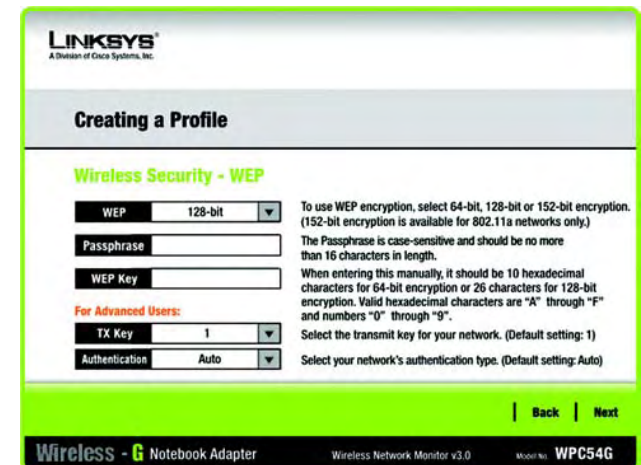 LINKSYS®
A Division of Cisco Systems, Inc.
Creating a Profile
Wireless Security - WEP
WEP 128-bit
To use WEP encryption, select 64-bit, 128-bit or 152-bit encryption.
(152-bit encryption is available for 802.11a networks only.)
Passphrase
The Passphrase is case-sensitive and should be no more
than 16 characters in length.
WEP Key
When entering this manually, it should be 10 hexadecimal
characters for 64-bit encryption or 26 characters for 128-bit
encryption. Valid hexadecimal characters are "A" through "F"
and numbers "0" through "9".
For Advanced Users:
TX Key 1
Select the transmit key for your network. (Default setting: 1)
Authentication Auto
Select your network's authentication type. (Default setting: Auto)
Back Next
Wireless - G Notebook Adapter Wireless Network Monitor v3.0 Model No. WPC54G